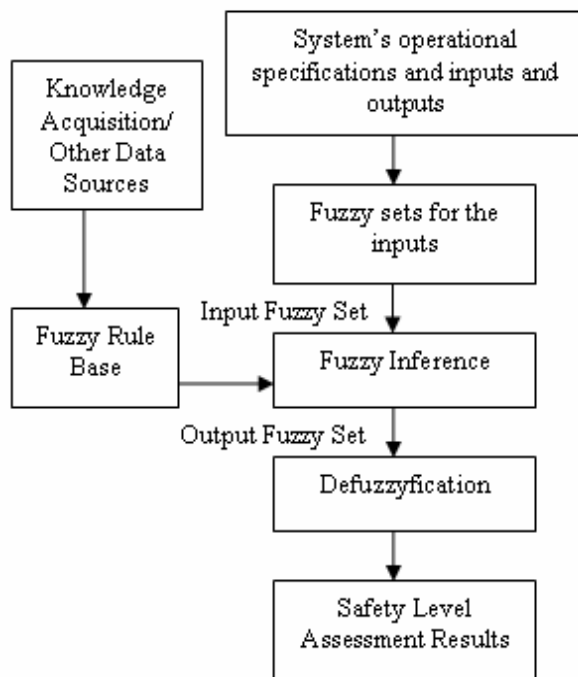 System's operational
specifications and inputs and
outputs
Knowledge
Acquisition/
Other Data
Sources
Fuzzy sets for the
inputs
Input Fuzzy Set
Fuzzy Rule
Base
Fuzzy Inference
Output Fuzzy Set
Defuzzyfication
Safety Level
Assessment Results